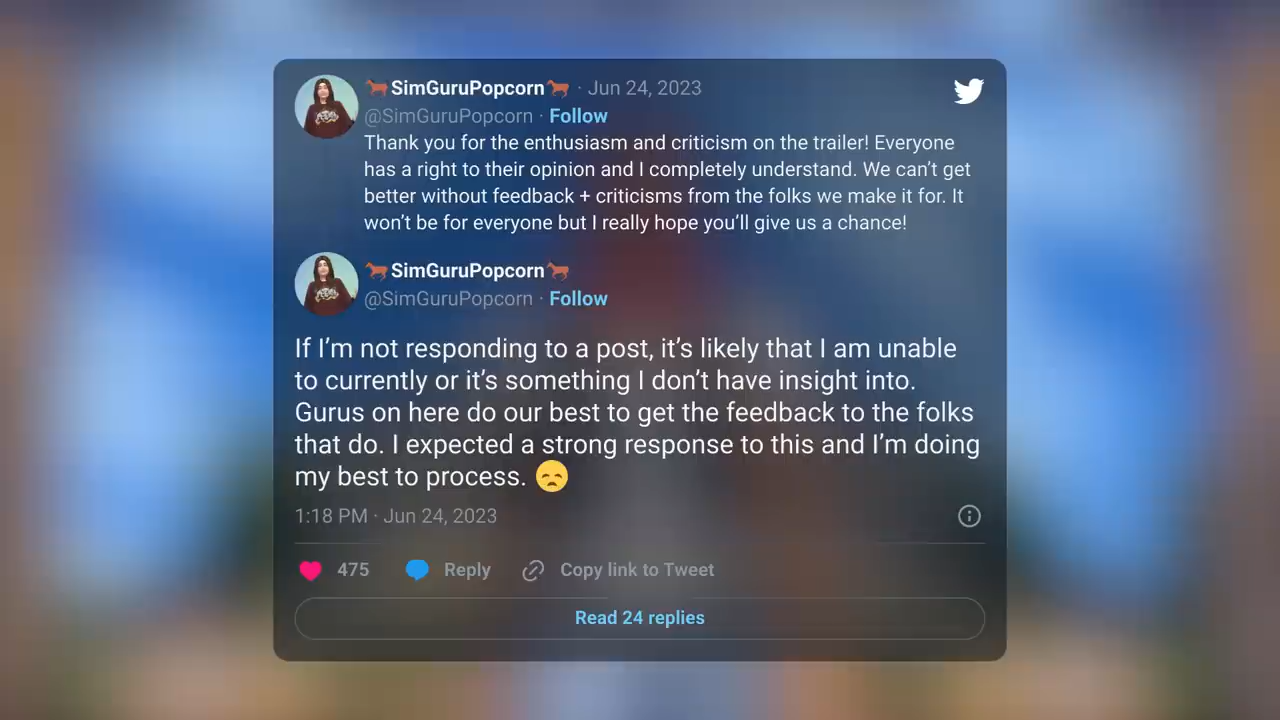 🐎SimGuruPopcorn🐎 · Jun 24, 2023
@SimGuruPopcorn · Follow
Thank you for the enthusiasm and criticism on the trailer! Everyone
has a right to their opinion and I completely understand. We can’t get
better without feedback + criticisms from the folks we make it for. It
won’t be for everyone but I really hope you’ll give us a chance!
🐎SimGuruPopcorn🐎
@SimGuruPopcorn · Follow
If I’m not responding to a post, it’s likely that I am unable
to currently or it’s something I don’t have insight into.
Gurus on here do our best to get the feedback to the folks
that do. I expected a strong response to this and I’m doing
my best to process. 😞
1:18 PM · Jun 24, 2023
475 Reply Copy link to Tweet
Read 24 replies